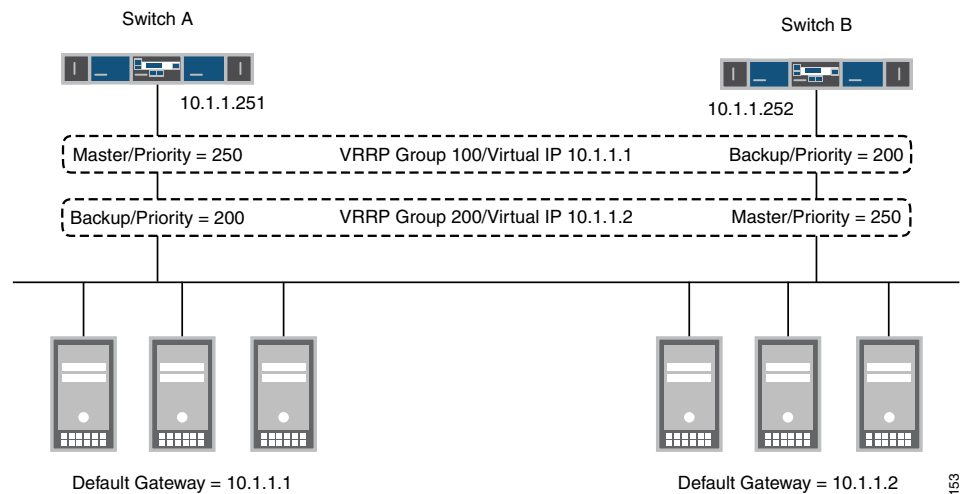 Switch A
Switch B
10.1.1.251
10.1.1.252
Master/Priority = 250 VRRP Group 100/Virtual IP 10.1.1.1 Backup/Priority = 200
Backup/Priority = 200 VRRP Group 200/Virtual IP 10.1.1.2 Master/Priority = 250
Default Gateway = 10.1.1.1 Default Gateway = 10.1.1.2
153